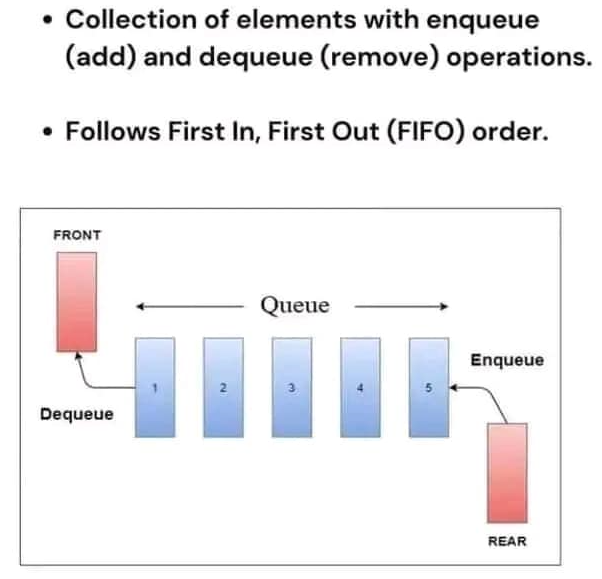 • Collection of elements with enqueue
(add) and dequeue (remove) operations.
• Follows First In, First Out (FIFO) order.
FRONT
Queue
Enqueue
1 2 3 4 5
Dequeue
REAR